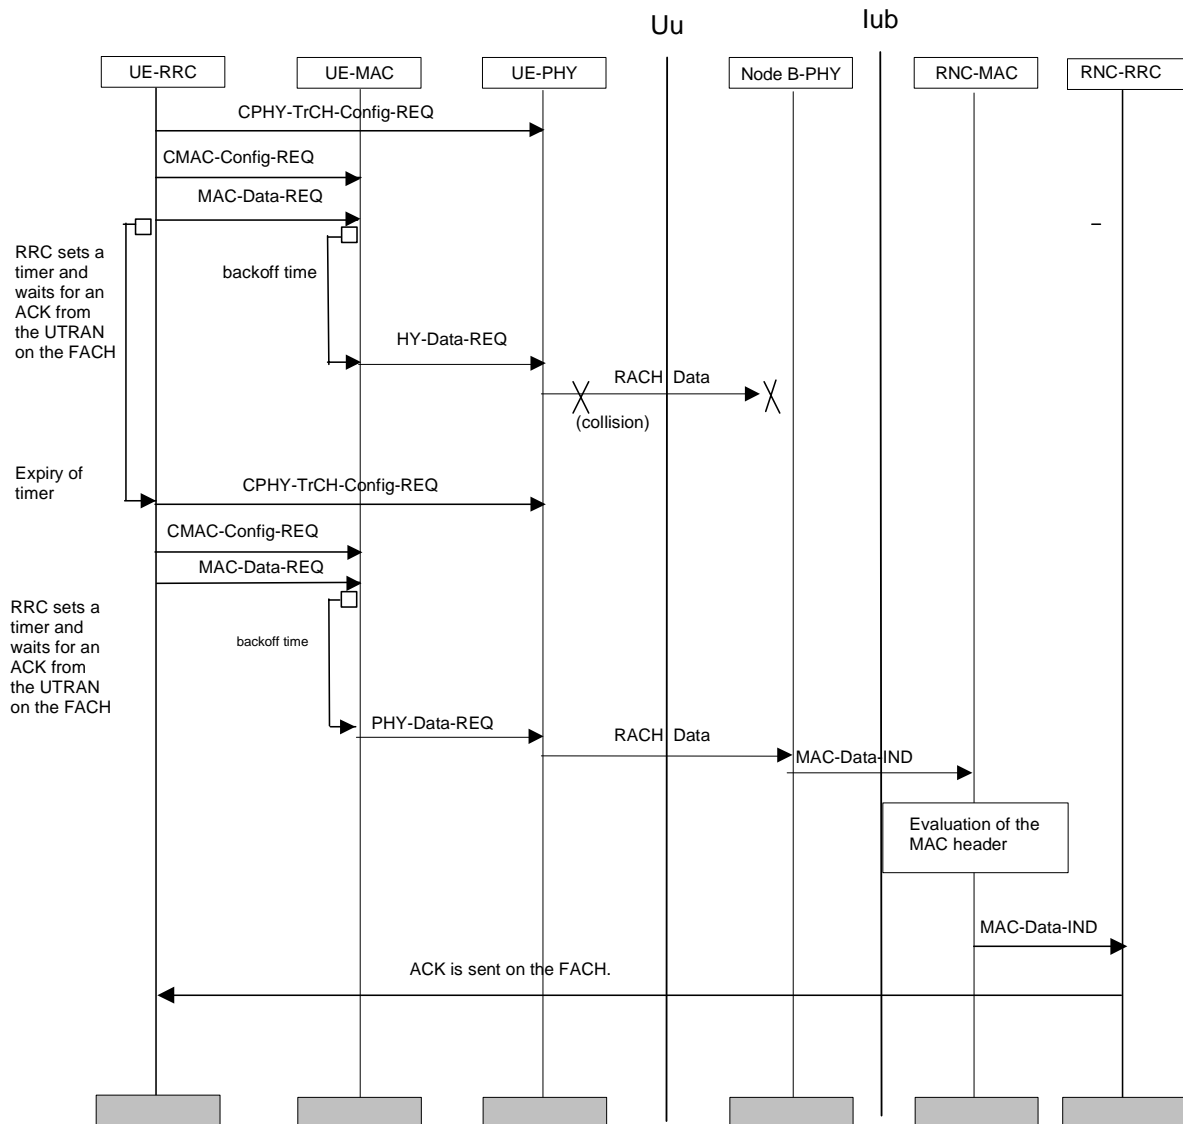 Uu
Iub
UE-RRC
UE-MAC
UE-PHY
Node B-PHY
RNC-MAC
RNC-RRC
CPHY-TrCH-Config-REQ
CMAC-Config-REQ
MAC-Data-REQ
RRC sets a
timer and
waits for an
ACK from
the UTRAN
on the FACH
backoff time
HY-Data-REQ
RACH Data
(collision)
Expiry of
timer
CPHY-TrCH-Config-REQ
CMAC-Config-REQ
MAC-Data-REQ
RRC sets a
timer and
waits for an
ACK from
the UTRAN
on the FACH
backoff time
PHY-Data-REQ
RACH Data
MAC-Data-IND
Evaluation of the
MAC header
MAC-Data-IND
ACK is sent on the FACH.